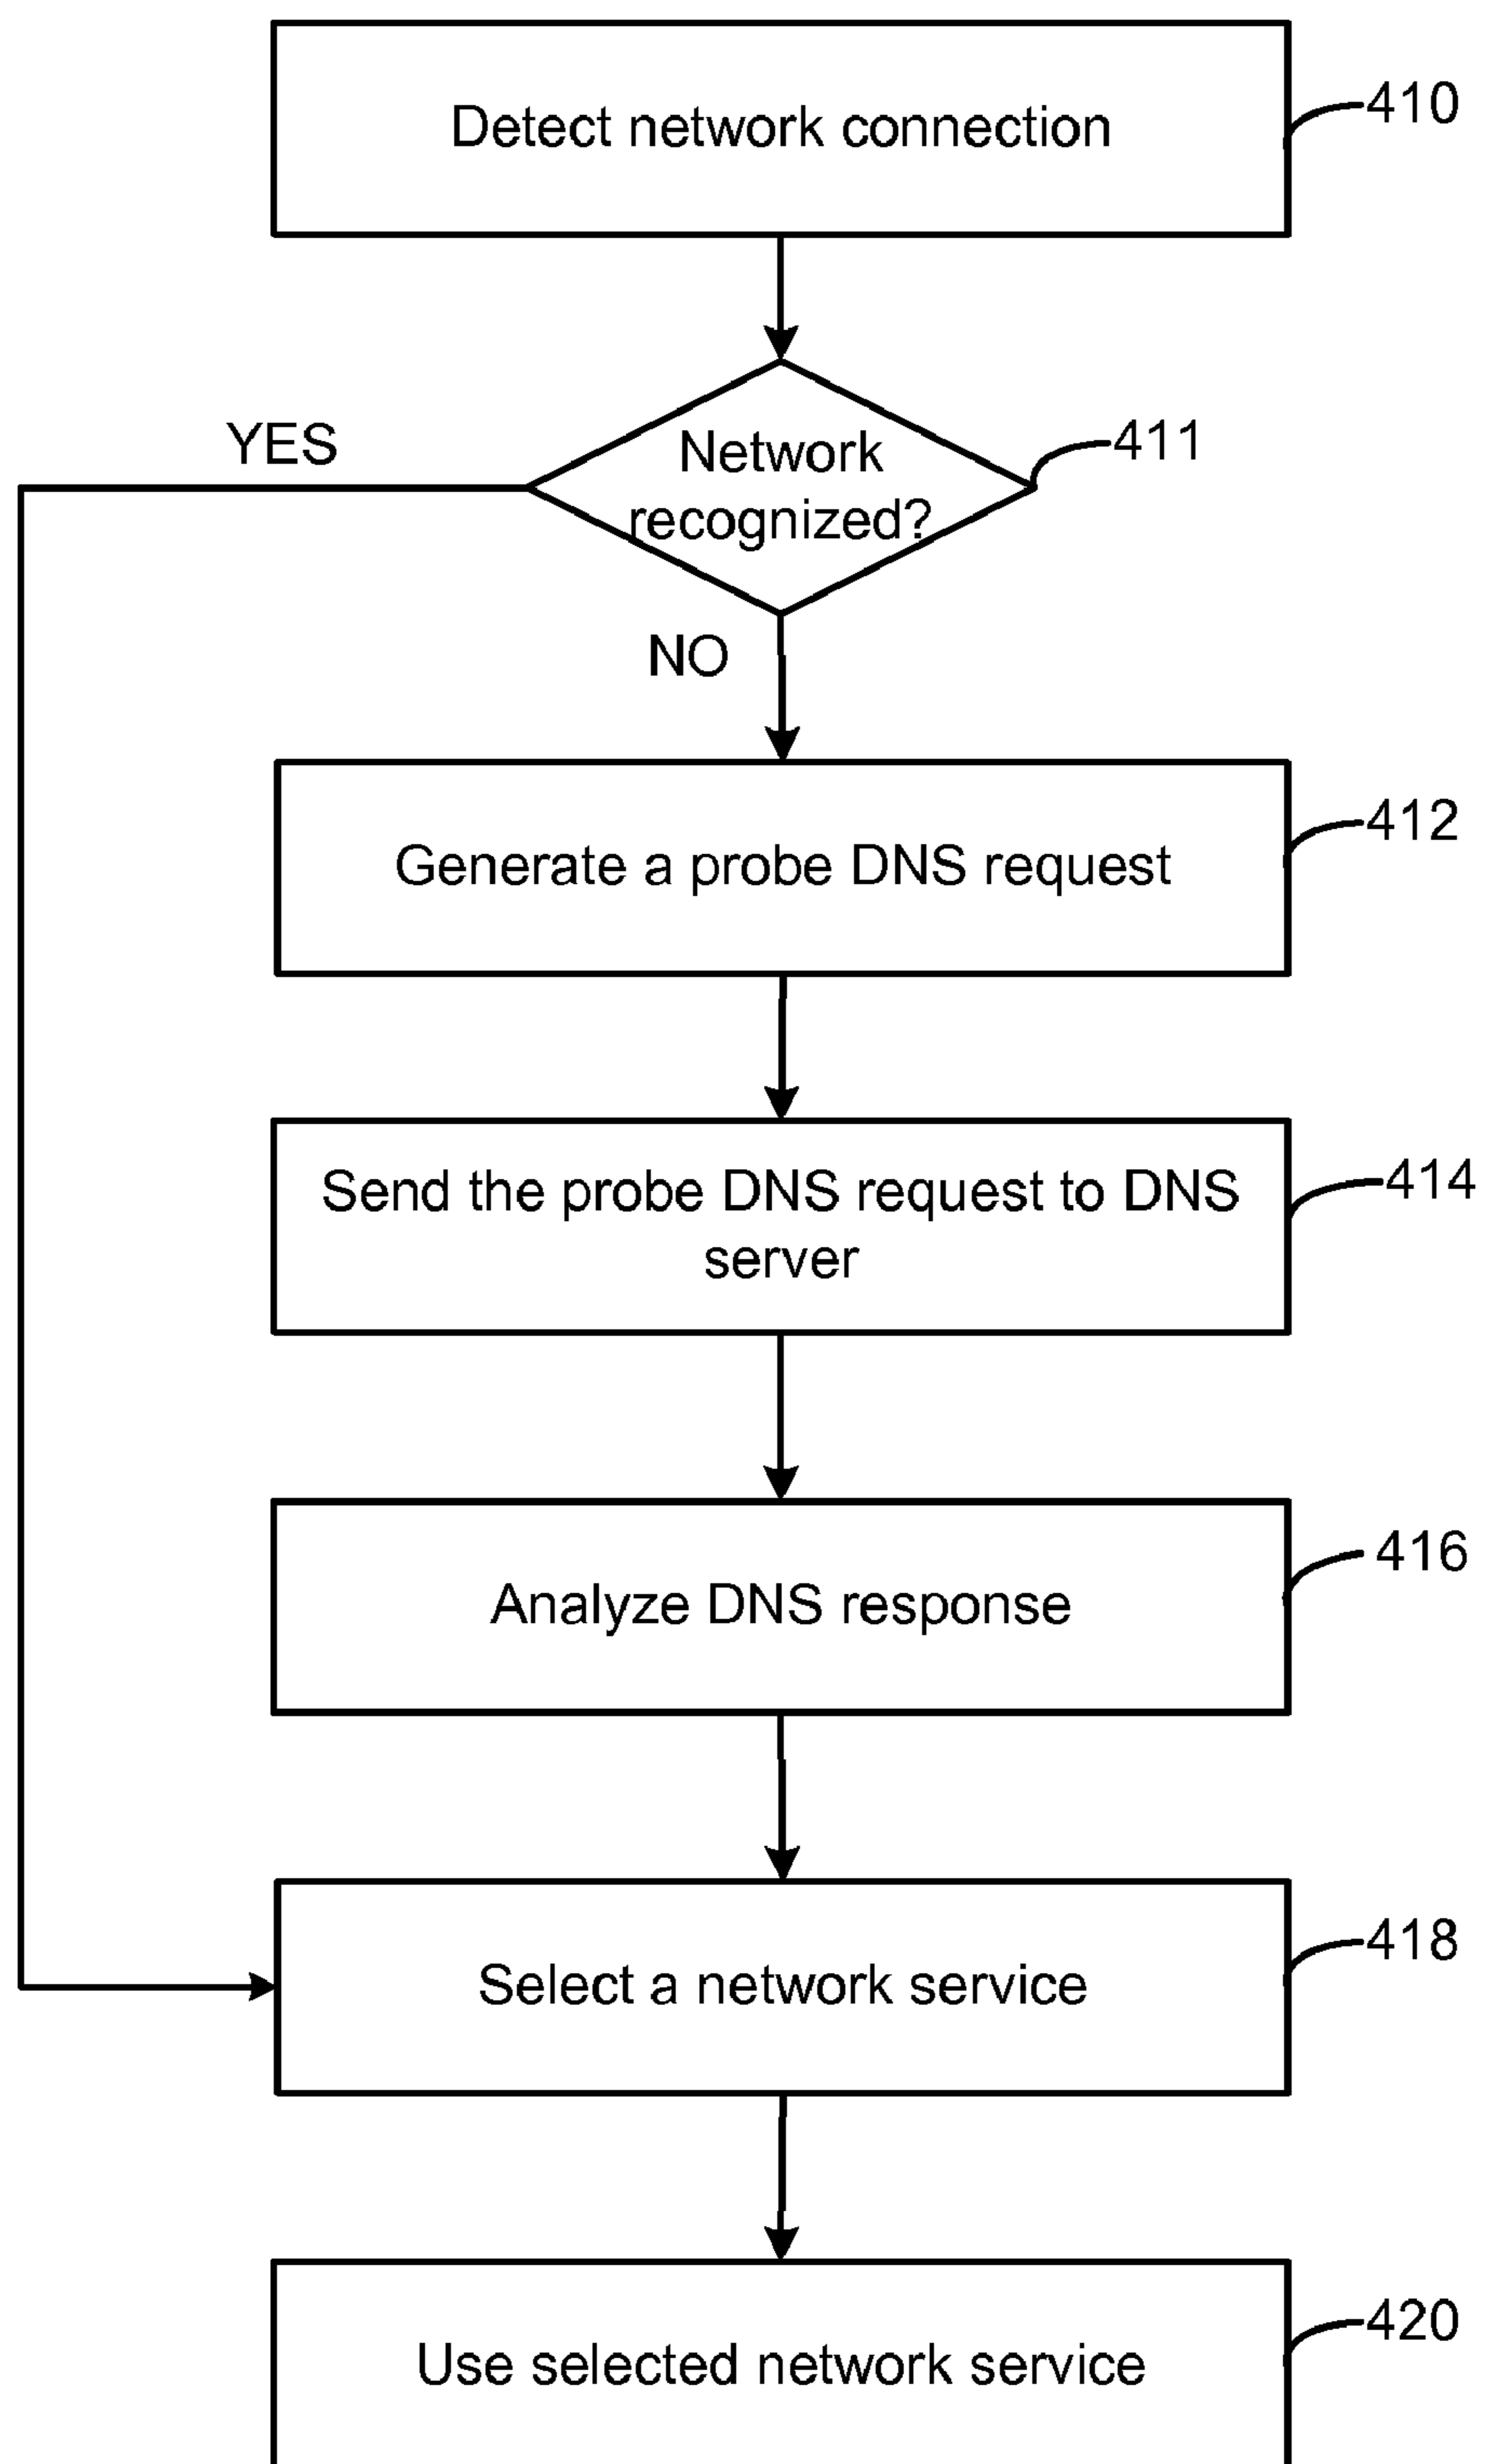 Detect network connection
410
YES
Network
recognized?
411
NO
Generate a probe DNS request
412
Send the probe DNS request to DNS
server
414
Analyze DNS response
416
Select a network service
418
Use selected network service
420